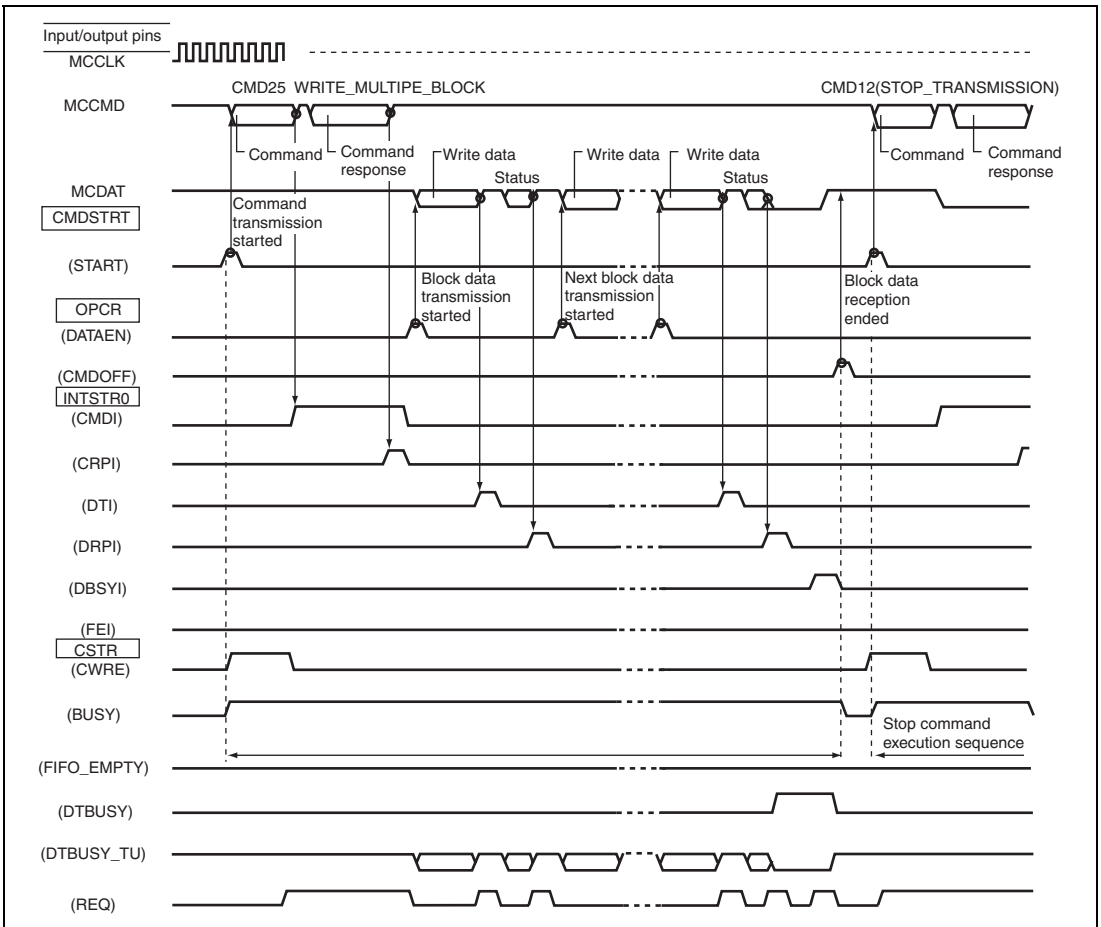 Input/output pins
MCCLK
CMD25 WRITE_MULTIPE_BLOCK
CMD12(STOP_TRANSMISSION)
MCCMD
Command
Command
response
Command
Command
response
Write data
Write data
Write data
Status
Status
MCDAT
CMDSTRT
Command
transmission
started
(START)
Block data
transmission
started
Next block data
transmission
started
Block data
reception
ended
OPCR
(DATAEN)
(CMDOFF)
INTSTR0
(CMDI)
(CRPI)
(DTI)
(DRPI)
(DBSYI)
(FEI)
CSTR
(CWRE)
(BUSY)
Stop command
execution sequence
(FIFO_EMPTY)
(DTBUSY)
(DTBUSY_TU)
(REQ)